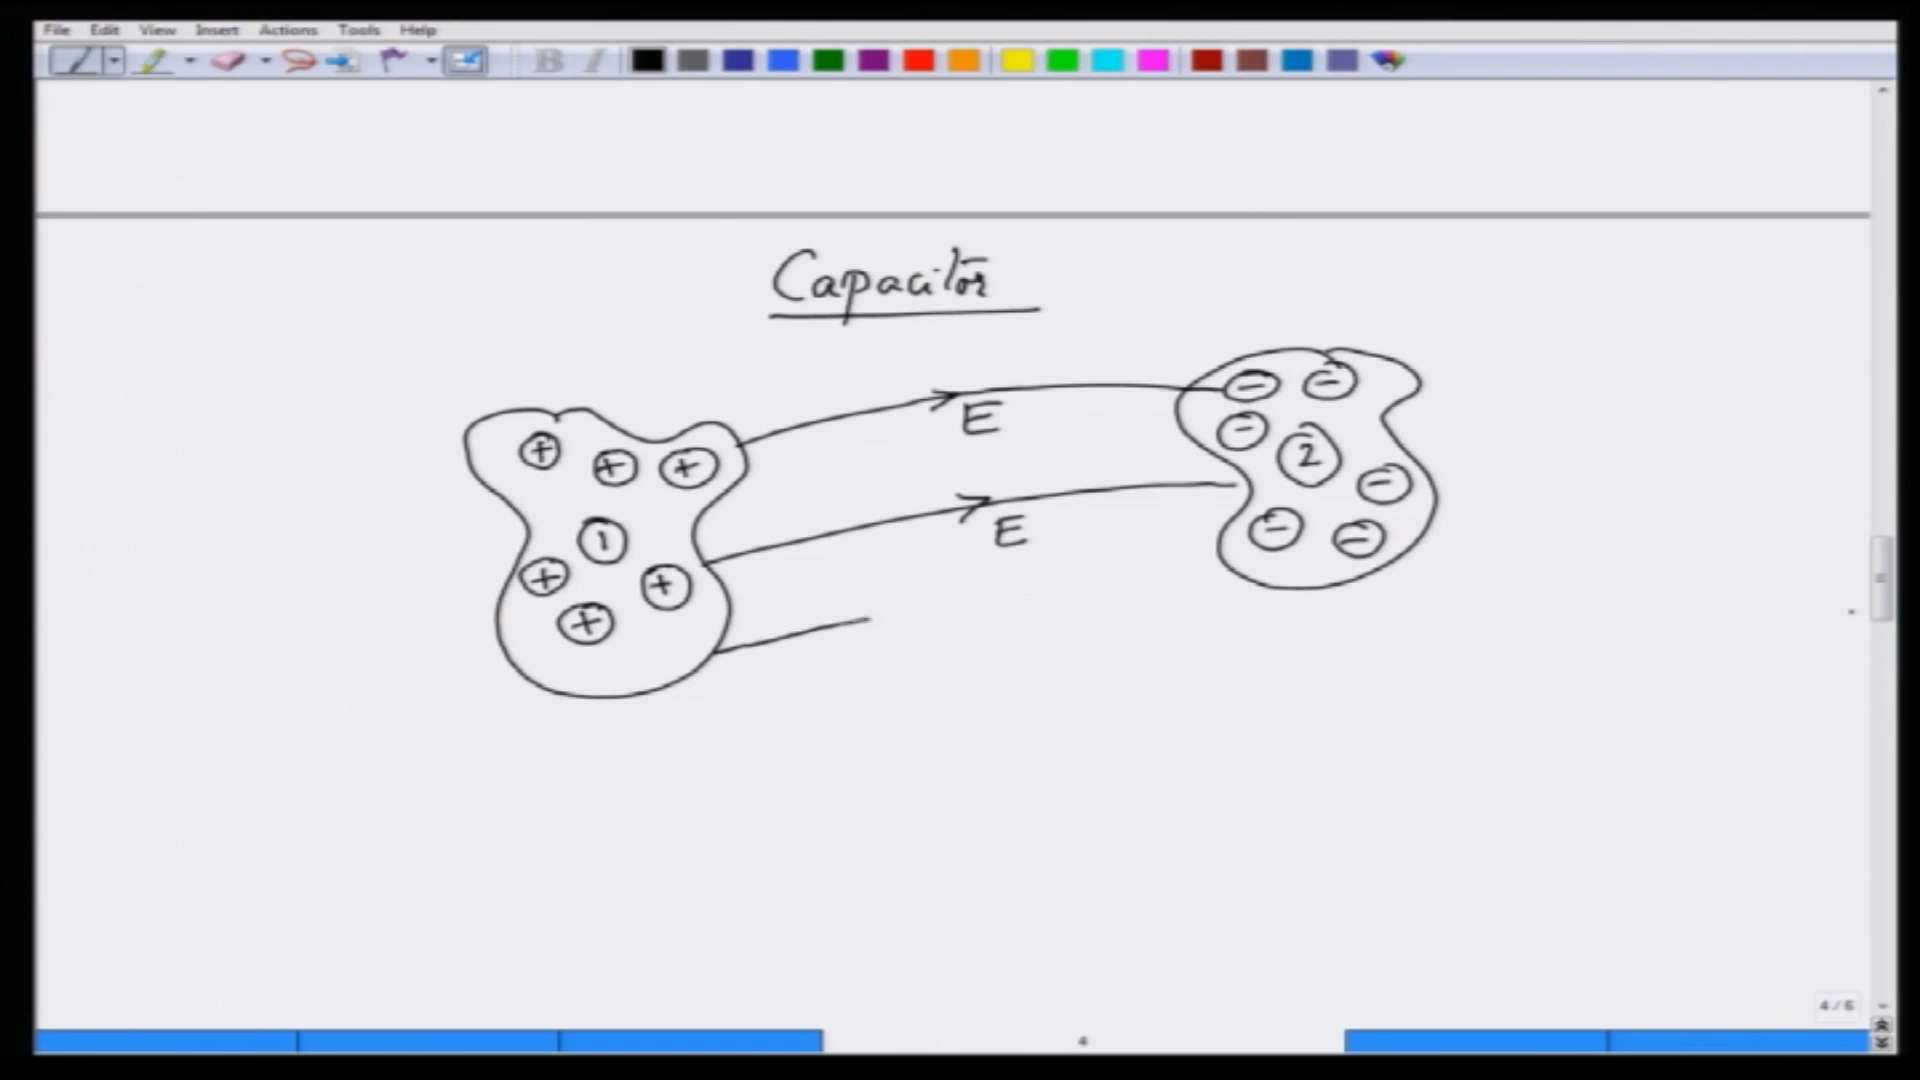 File Edit View Insert Actions Tools Help
B I
Capacitor
+ + + 
1
+ + +
E
E
- -
- 2
-
- -
4/6
4